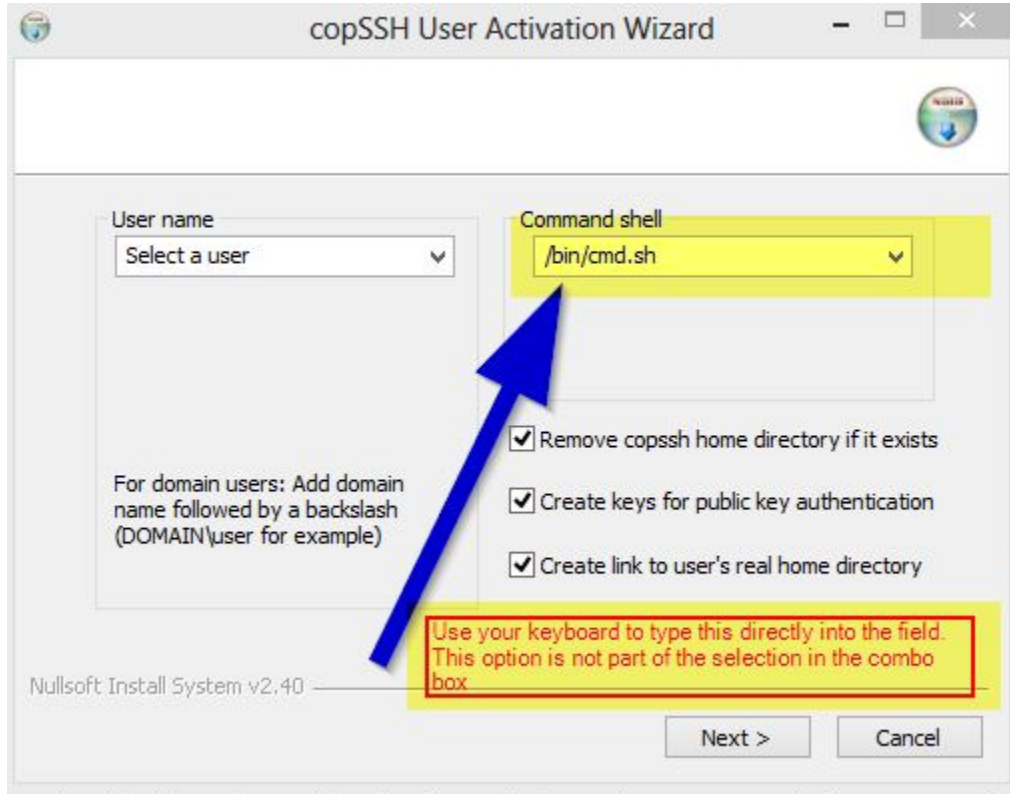 copSSH User Activation Wizard
User name
Select a user
Command shell
/bin/cmd.sh
Remove copssh home directory if it exists
For domain users: Add domain
name followed by a backslash
(DOMAIN\user for example)
Create keys for public key authentication
Create link to user's real home directory
Use your keyboard to type this directly into the field.
This option is not part of the selection in the combo
box
Nullsoft Install System v2.40
Next >
Cancel